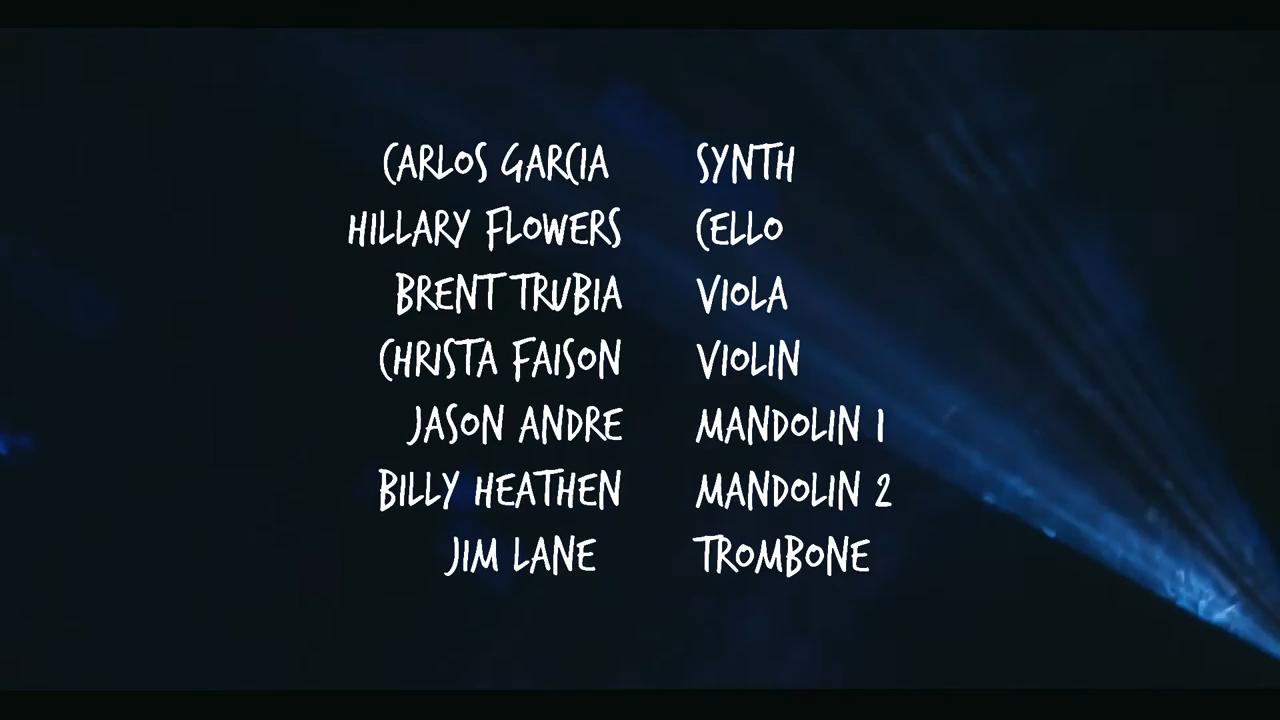 CARLOS GARCIA SYNTH
HILLARY FLOWERS CELLO
BRENT TRUBIA VIOLA
CHRISTA FAISON VIOLIN
JASON ANDRE MANDOLIN 1
BILLY HEATHEN MANDOLIN 2
JIM LANE TROMBONE